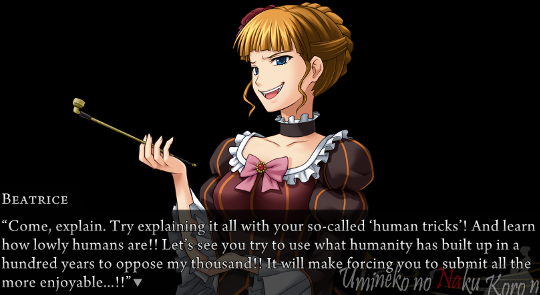 Beatrice
“Come, explain. Try explaining it all with your so-called ‘human tricks’! And learn
how lowly humans are!! Let’s see you try to use what humanity has built up in a
hundred years to oppose my thousand!! It will make forcing you to submit all the
more enjoyable...!!”▼
Umineko no Naku Koro n